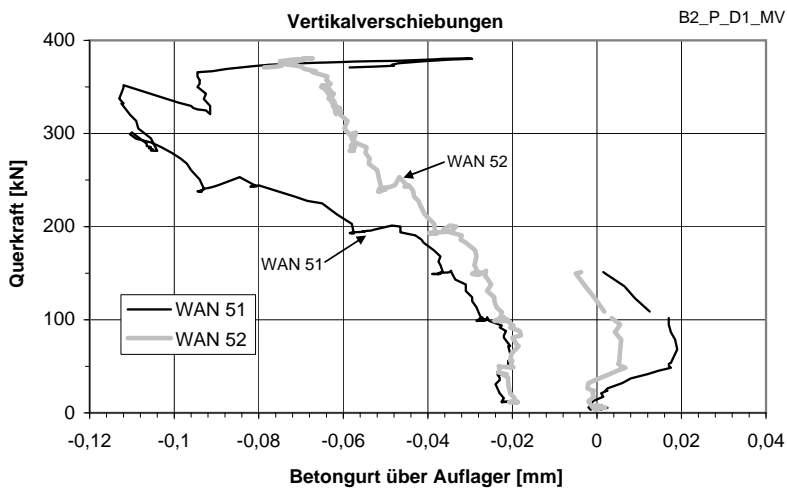 Vertikalverschiebungen
B2_P_D1_MV
400
300
200
100
0
Querkraft [kN]
WAN 52
WAN 51
WAN 51
WAN 52
-0,12 -0,1 -0,08 -0,06 -0,04 -0,02 0 0,02 0,04
Betongurt über Auflager [mm]